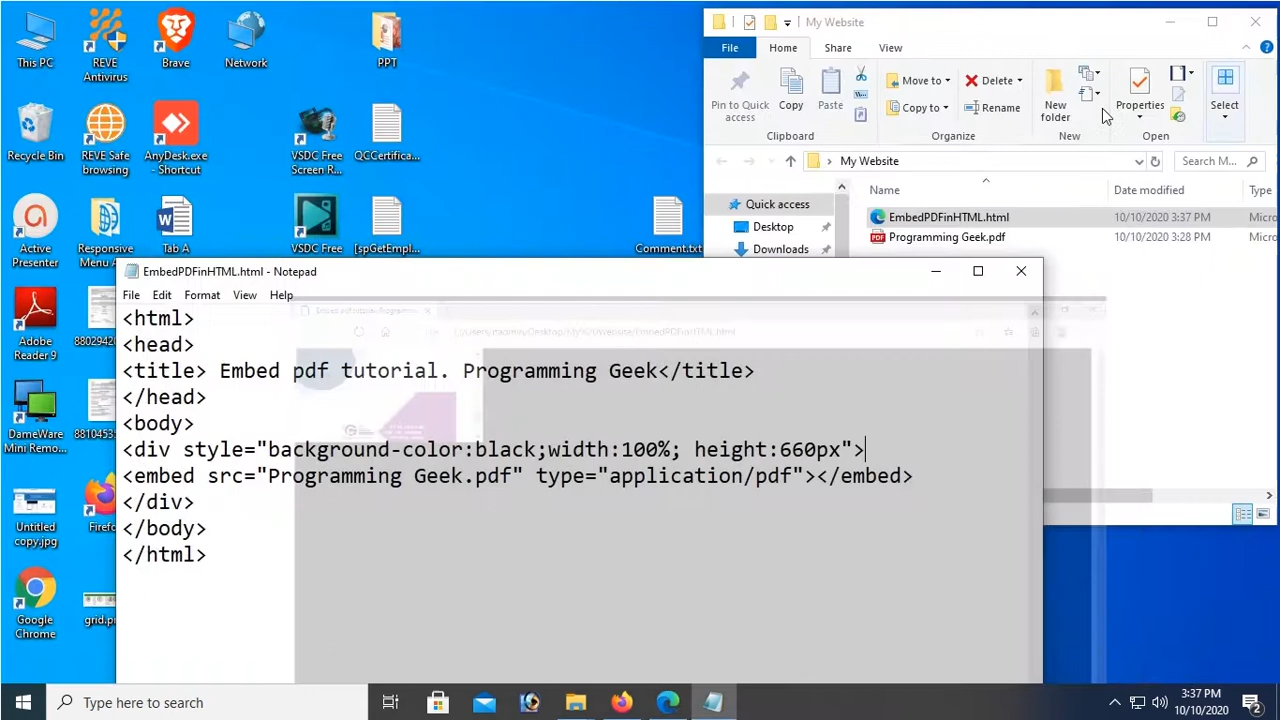 This PC
REVE
Antivirus
Brave
Network
PPT
Recycle Bin
REVE Safe
browsing
AnyDesk.exe
- Shortcut
VSDC Free
Screen R...
QCCertifica...
Active
Presenter
Responsive
Menu
Tab A
VSDC Free
[spGetEmpl...
Comment.txt
Adobe
Reader 9
8802942
DameWare
Mini Remo...
8810453
Untitled
copy.jpg
Firefo
Google
Chrome
grid.p
My Website
File
Home
Share
View
Pin to Quick
access
Copy
Paste
Move to
Copy to
Delete
Rename
New
folder
Properties
Select
Clipboard
Organize
New
Open
My Website
Search M...
Name
Date modified
Type
Quick access
Desktop
Downloads
EmbedPDFinHTML.html
10/10/2020 3:37 PM
Micro
Programming Geek.pdf
10/10/2020 3:28 PM
Micro
EmbedPDFinHTML.html - Notepad
File
Edit
Format
View
Help
<html>
<head>
<title> Embed pdf tutorial. Programming Geek</title>
</head>
<body>
<div style="background-color:black;width:100%; height:660px">
<embed src="Programming Geek.pdf" type="application/pdf"></embed>
</div>
</body>
</html>
Type here to search
3:37 PM
10/10/2020
2